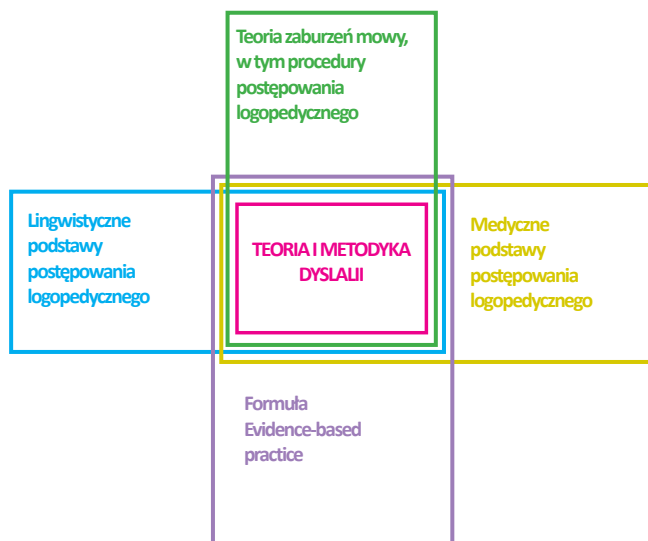 Teoria zaburzeń mowy,
w tym procedury
postępowania
logopedycznego
Lingwistyczne
podstawy
postępowania
logopedycznego
TEORIA I METODYKA
DYSLALII
Medyczne
podstawy
postępowania
logopedycznego
Formuła
Evidence-based
practice